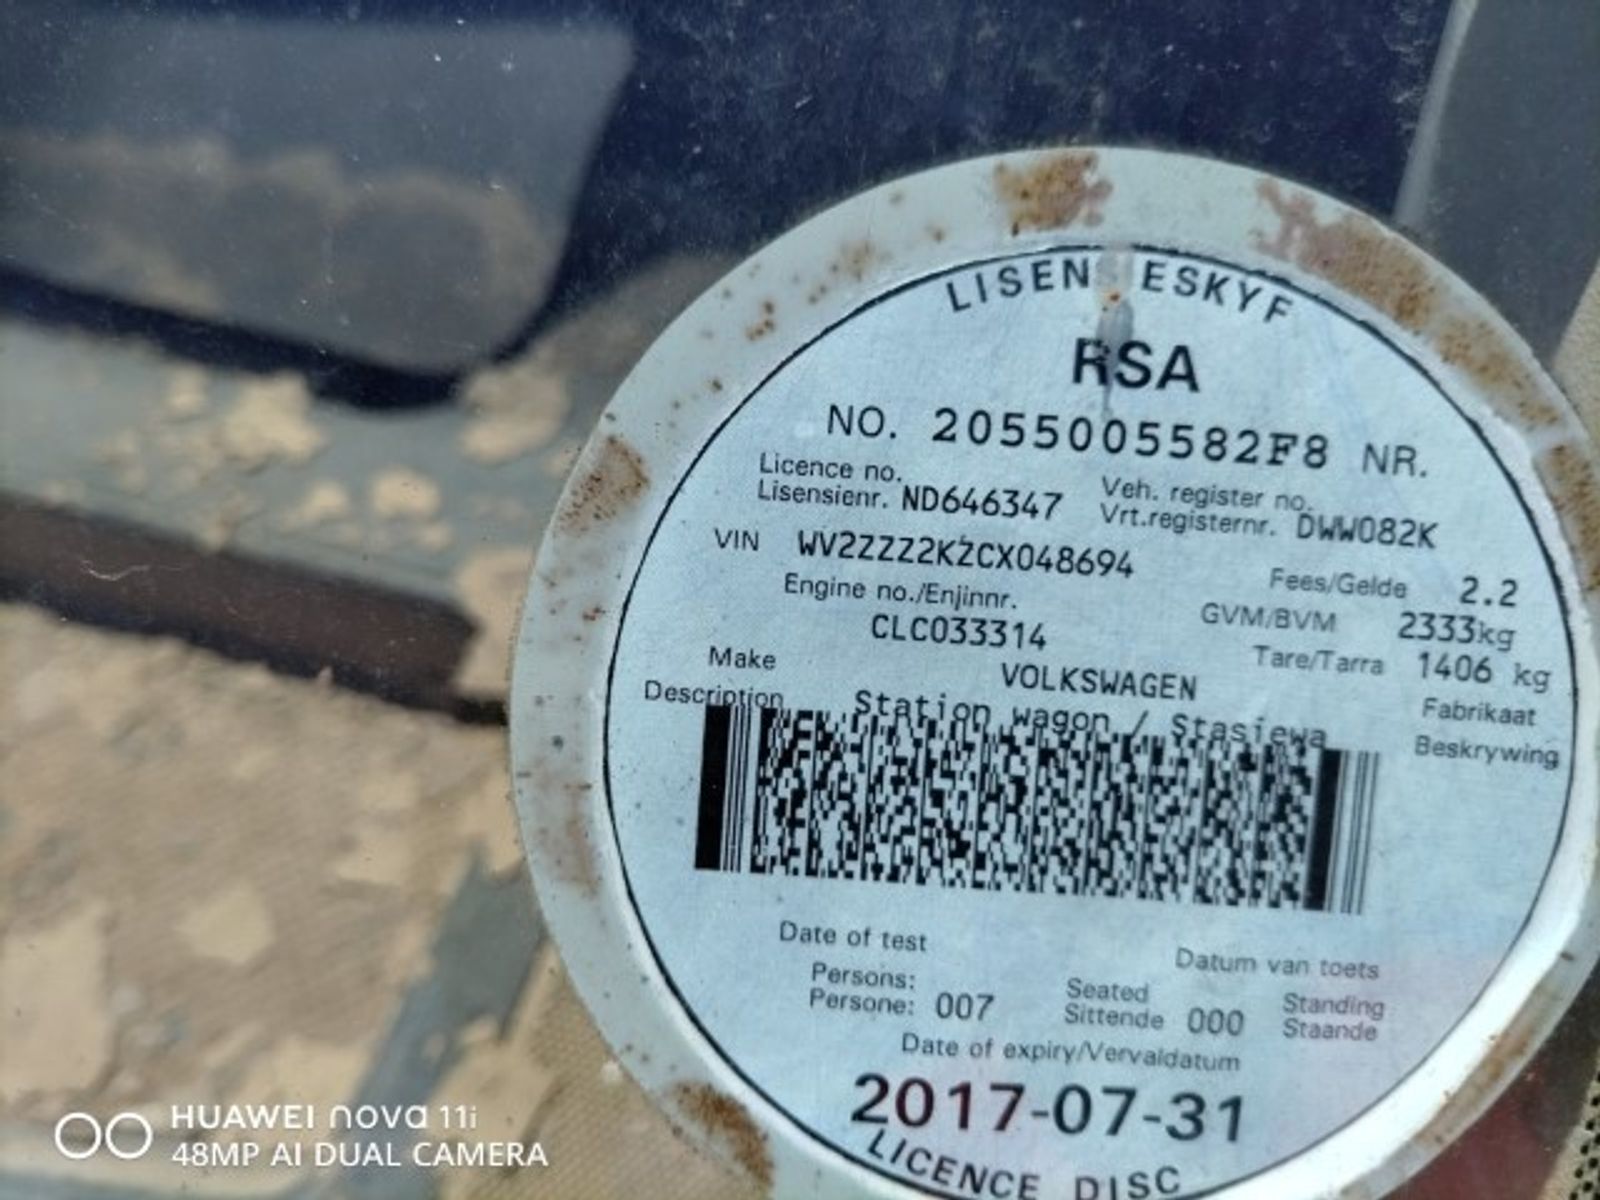 LISEN ESKYF
RSA
NO. 2055005582F8 NR.
Licence no. Veh. register no.
Lisensienr. ND646347 Vrt.registernr. DWW082K
VIN WV2ZZZ2KZCX048694
Engine no./Enjinnr. Fees/Gelde 2.2
CLC033314 GVM/BVM 2333kg
Make VOLKSWAGEN Tare/Tarra 1406 kg
Fabrikaat
Description Station wagon / Stasiewa Beskrywing
Date of test Datum van toets
Persons: Seated Standing
Persone: 007 Sittende 000 Staande
Date of expiry/Vervaldatum
2017-07-31
LICENCE DISC
HUAWEI nova 11i
48MP AI DUAL CAMERA